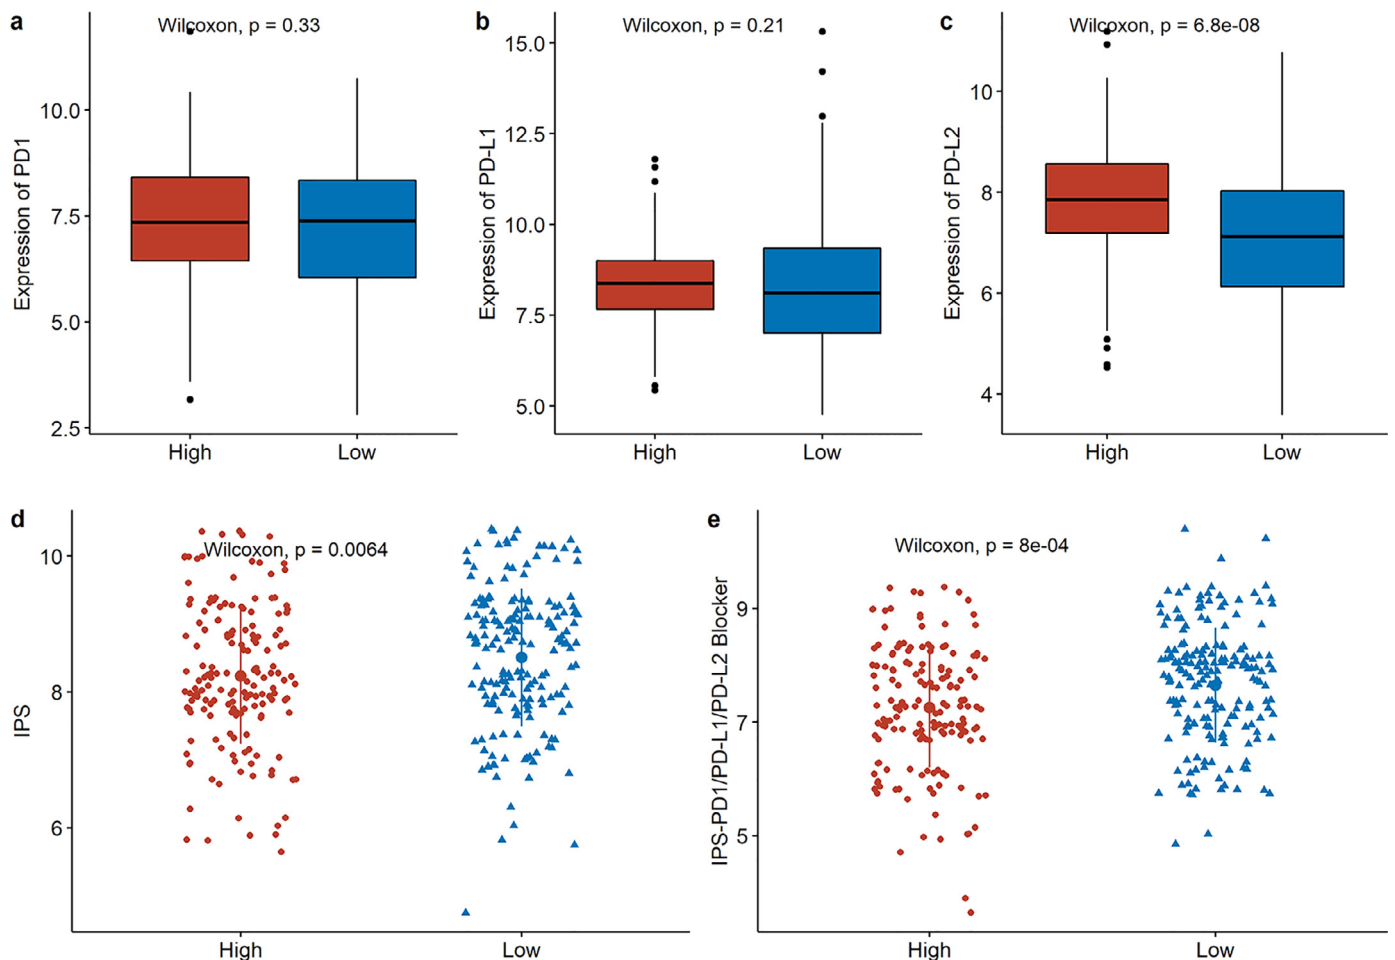 a
Wilcoxon, p = 0.33
Expression of PD1
10.0
7.5
5.0
2.5
High
Low
b
Wilcoxon, p = 0.21
Expression of PD-L1
15.0
12.5
10.0
7.5
5.0
High
Low
c
Wilcoxon, p = 6.8e-08
Expression of PD-L2
10
8
6
4
High
Low
d
Wilcoxon, p = 0.0064
IPS
10
8
6
High
Low
e
Wilcoxon, p = 8e-04
IPS-PD1/PD-L1/PD-L2 Blocker
9
7
5
High
Low